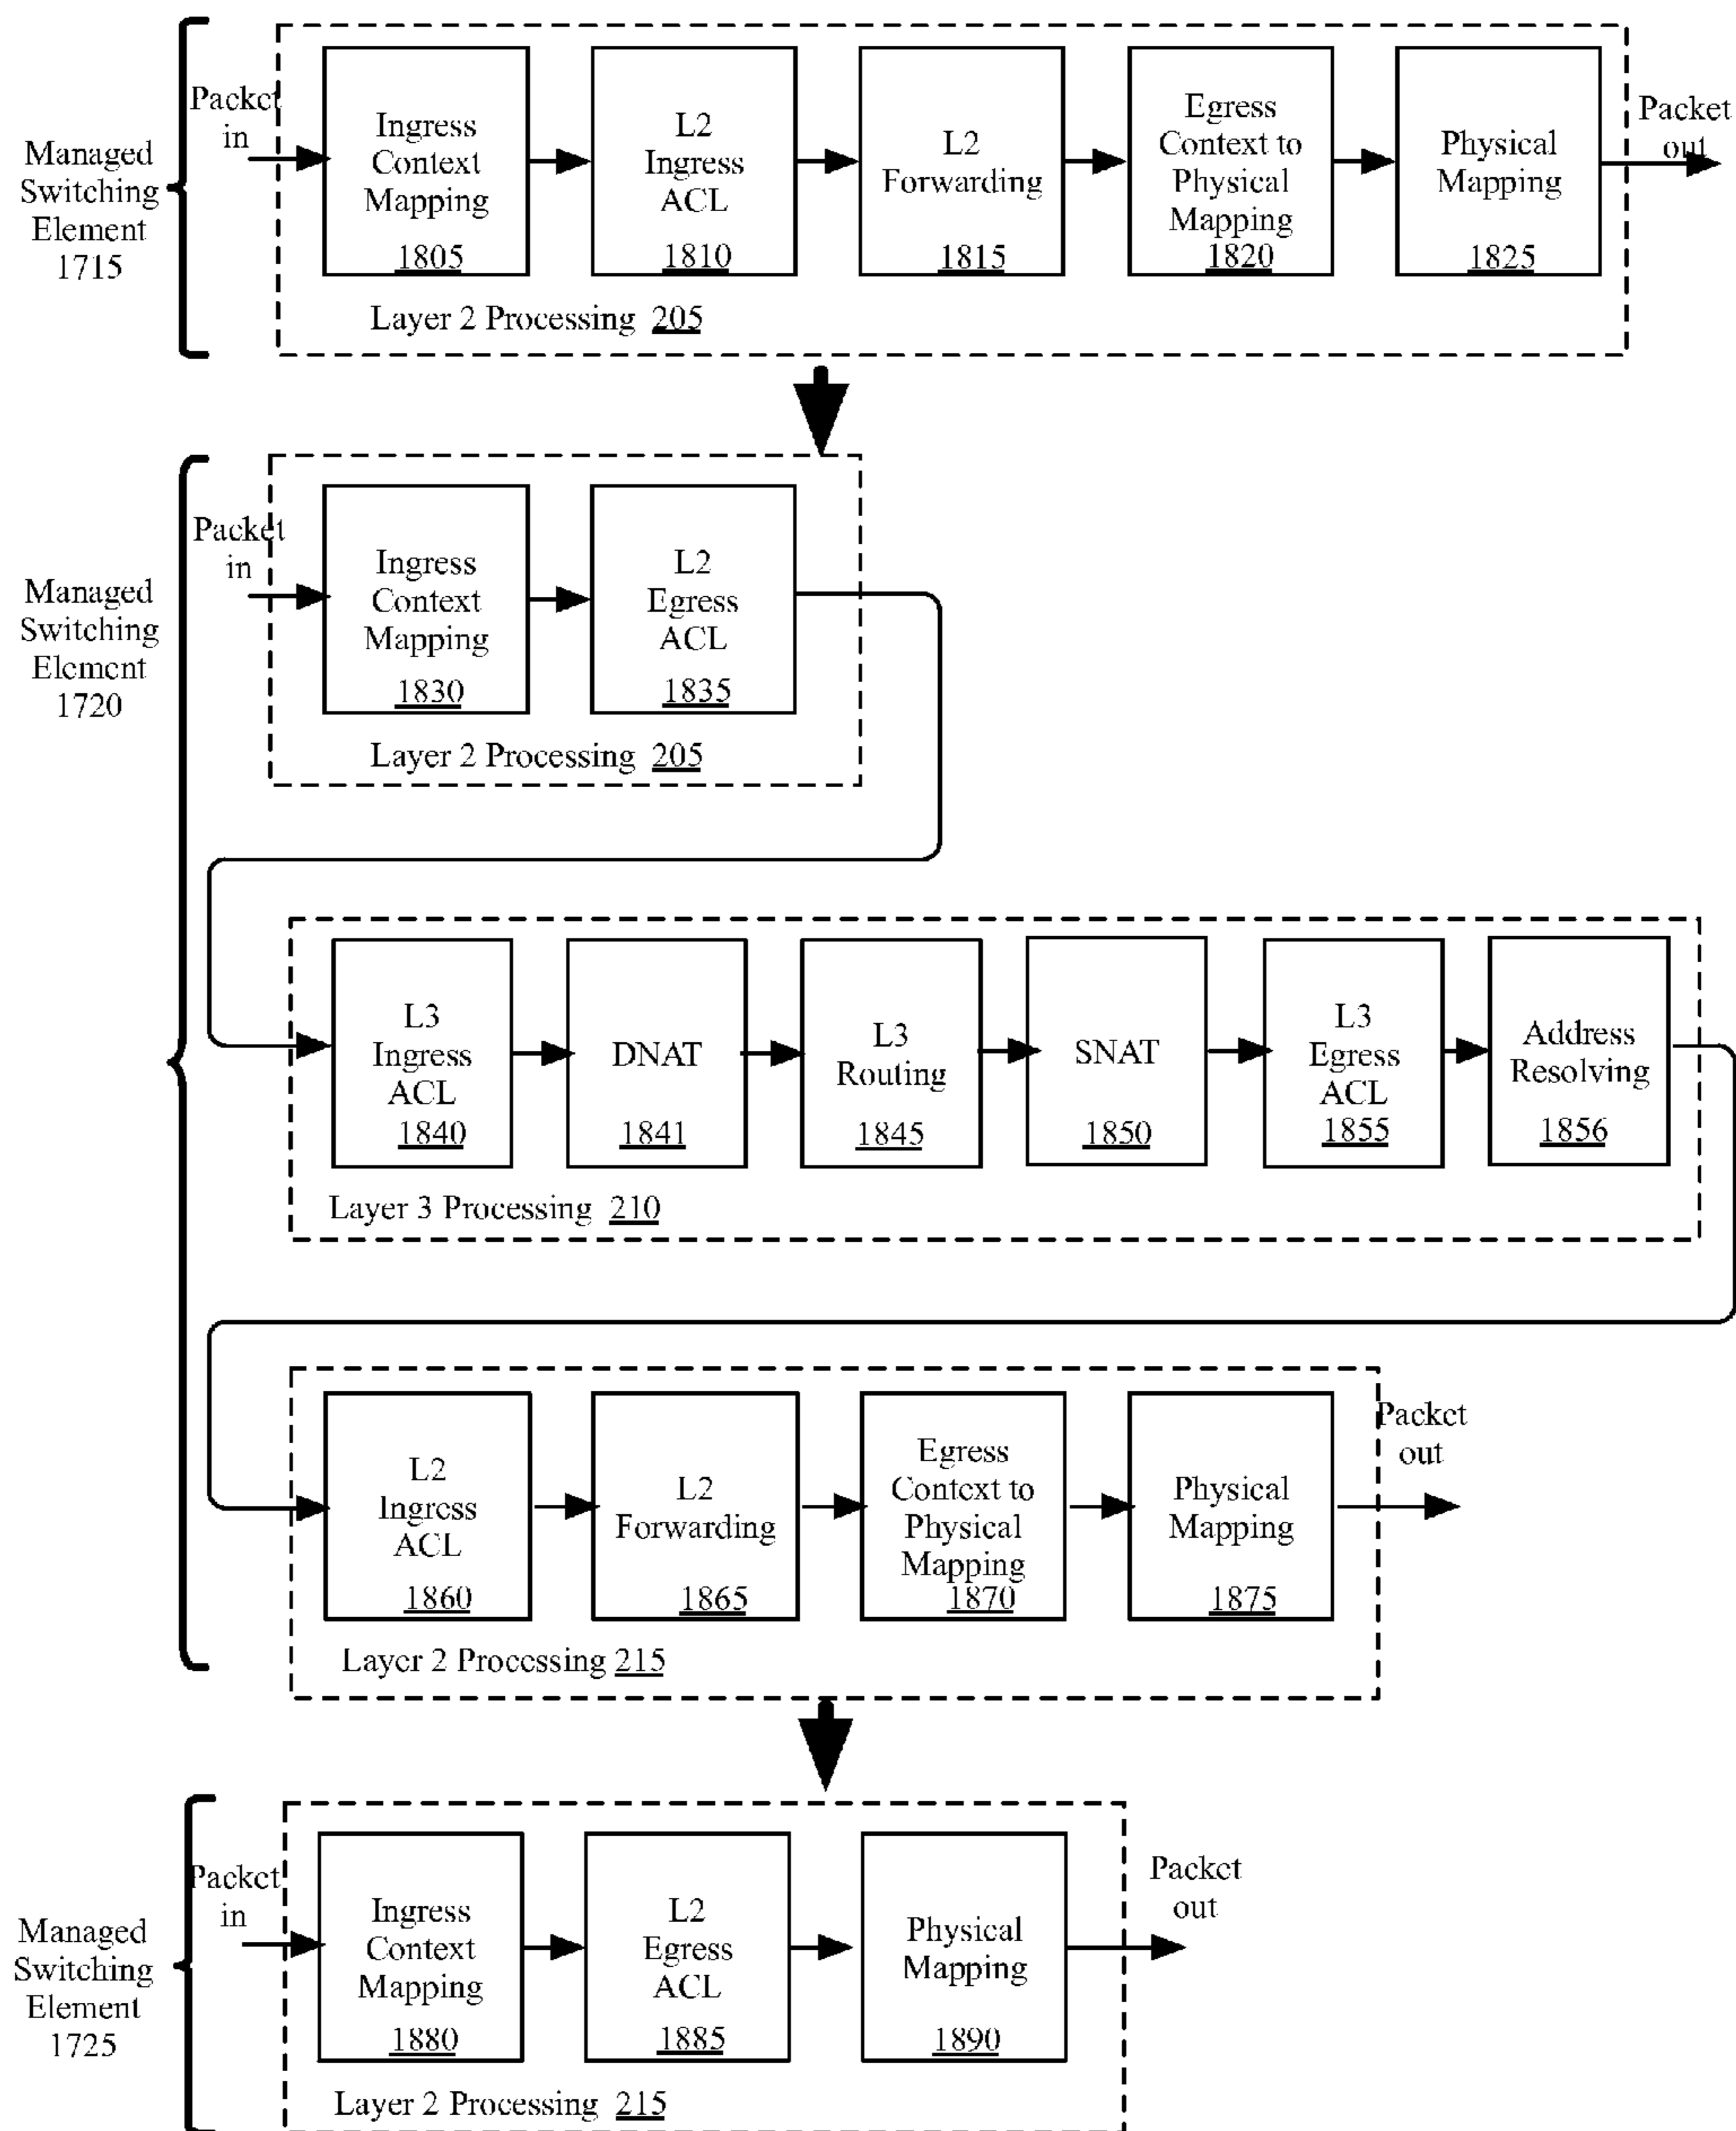 Managed
Switching
Element
1715
Packet
in
Ingress
Context
Mapping
1805
L2
Ingress
ACL
1810
L2
Forwarding
1815
Egress
Context to
Physical
Mapping
1820
Physical
Mapping
1825
Packet
out
Layer 2 Processing 205
Managed
Switching
Element
1720
Packet
in
Ingress
Context
Mapping
1830
L2
Egress
ACL
1835
Layer 2 Processing 205
L3
Ingress
ACL
1840
DNAT
1841
L3
Routing
1845
SNAT
1850
L3
Egress
ACL
1855
Address
Resolving
1856
Layer 3 Processing 210
L2
Ingress
ACL
1860
L2
Forwarding
1865
Egress
Context to
Physical
Mapping
1870
Physical
Mapping
1875
Packet
out
Layer 2 Processing 215
Managed
Switching
Element
1725
Packet
in
Ingress
Context
Mapping
1880
L2
Egress
ACL
1885
Physical
Mapping
1890
Packet
out
Layer 2 Processing 215